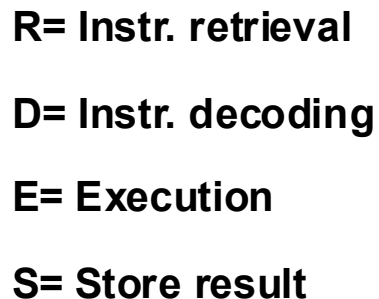 R= Instr. retrieval
D= Instr. decoding
E= Execution
S= Store result